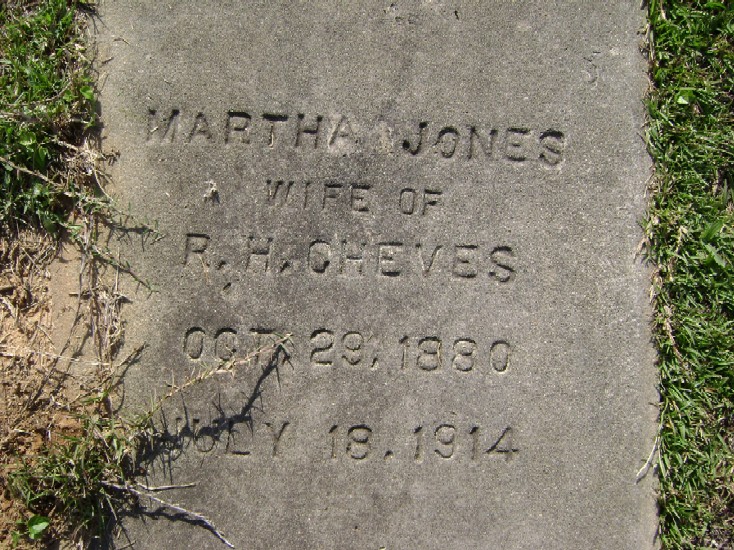 MARTHA JONES
WIFE OF
R. H. CHEVES
OCT. 29, 1880
JULY 18, 1914